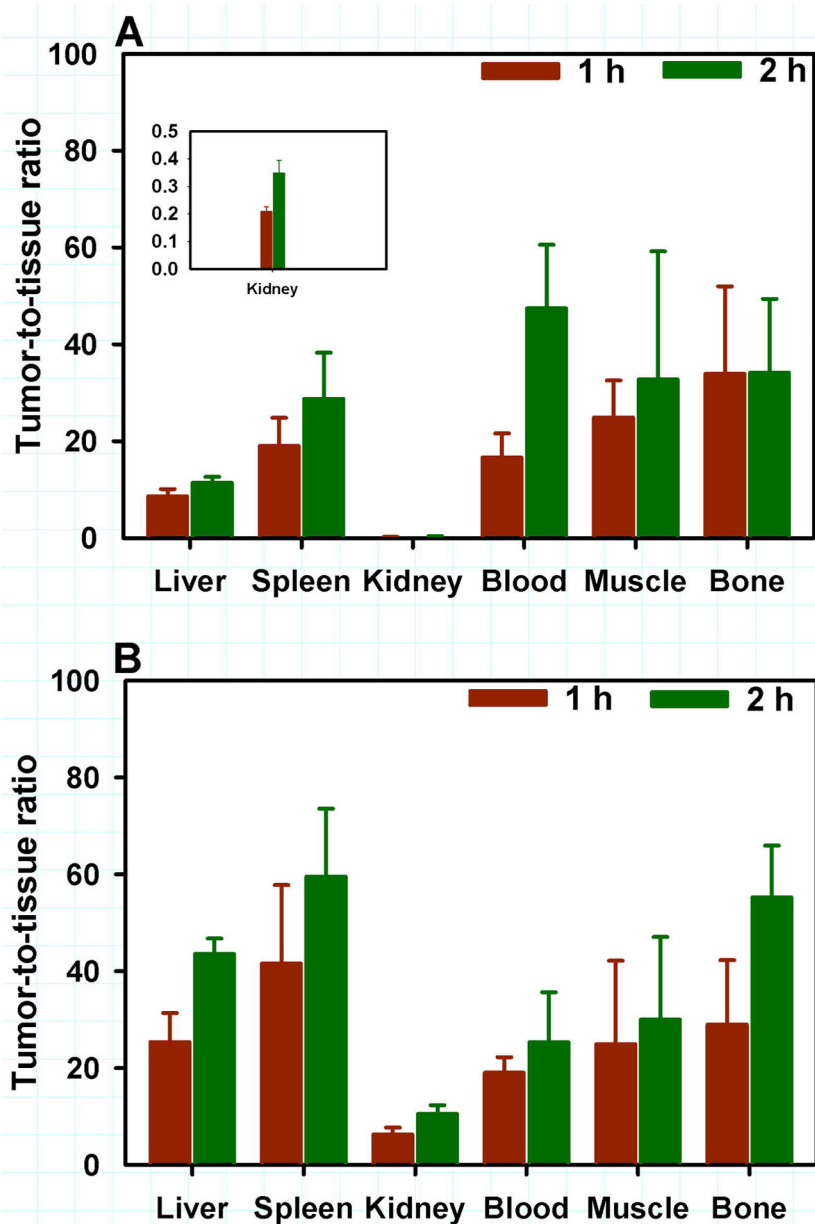 A
1 h 2 h
Tumor-to-tissue ratio
100
80
60
40
20
0
0.5
0.4
0.3
0.2
0.1
0.0
Kidney
Liver Spleen Kidney Blood Muscle Bone
B
1 h 2 h
Tumor-to-tissue ratio
100
80
60
40
20
0
Liver Spleen Kidney Blood Muscle Bone